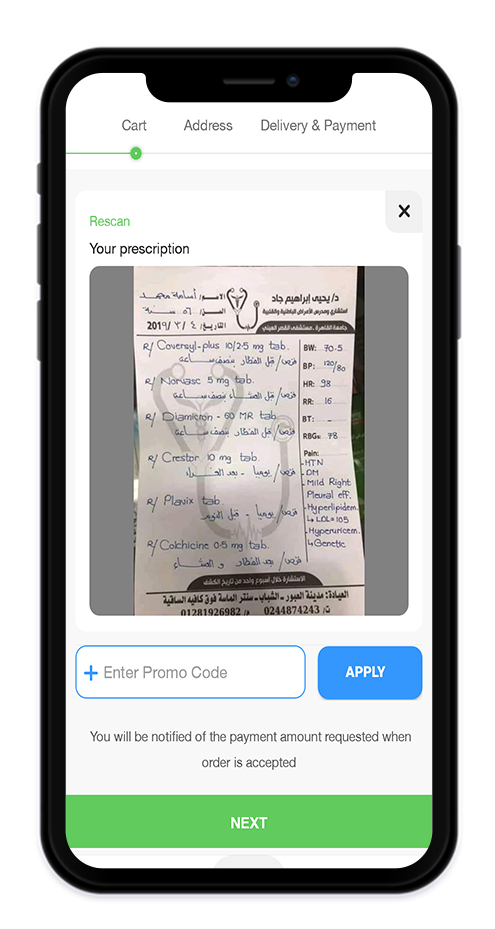 Cart Address Delivery & Payment
Rescan
Your prescription
د/ يحيى إبراهيم جاد
استشاري ومدرس الأمراض الباطنية والقلبية
جامعة القاهرة . مستشفى القصر العيني
الاسم/ أسامة محمد
السن/ ٥٦ سنة
التاريخ/ ٤ / ٣ / 2019
R/ Coversyl-plus 10/2.5 mg tab.
قرص/ قبل الفطار بنصف ساعة
R/ Norvasc 5 mg tab.
قرص/ قبل العشاء بنصف ساعة
R/ Diamicron - 60 MR tab
قرص/ قبل الفطار بنصف ساعة
R/ Crestor 10 mg tab.
قرص/ يوميا - بعد الغداء
R/ Plavix tab.
قرص/ يوميا - قبل النوم
R/ Colchicine 0.5 mg tab.
قرص/ بعد الفطار و العشاء
BW: 70.5
BP: 120/80
HR: 98
RR: 16
BT: -
RBG: 78
Pain:
- HTN
- DM
- Mild Right
Pleural eff.
- Hyperlipidem.
↳ LDL=105
- Hyperuricem.
↳ Genetic
الاستشارة خلال أسبوع واحد من تاريخ الكشف
العيادة: مدينة العبور - الشباب - سنتر الماسة فوق كافيه الساقية
ت/ 0244874243 م/ 01281926982
+ Enter Promo Code
APPLY
You will be notified of the payment amount requested when
order is accepted
NEXT